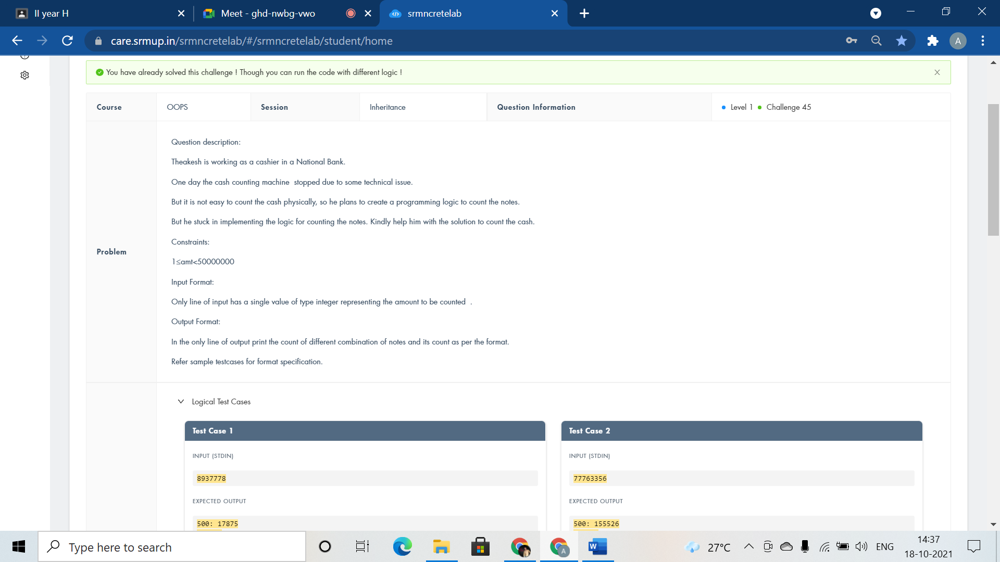 II year H
Meet - ghd-nwbg-vwo
srmncretelab
care.srmup.in/srmncretelab/#/srmncretelab/student/home
A
You have already solved this challenge ! Though you can run the code with different logic !
Course
OOPS
Session
Inheritance
Question Information
Level 1
Challenge 45
Problem
Question description:
Theakesh is working as a cashier in a National Bank.
One day the cash counting machine  stopped due to some technical issue.
But it is not easy to count the cash physically, so he plans to create a programming logic to count the notes.
But he stuck in implementing the logic for counting the notes. Kindly help him with the solution to count the cash.
Constraints:
1≤amt<50000000
Input Format:
Only line of input has a single value of type integer representing the amount to be counted  .
Output Format:
In the only line of output print the count of different combination of notes and its count as per the format.
Refer sample testcases for format specification.
Logical Test Cases
Test Case 1
INPUT (STDIN)
8937778
EXPECTED OUTPUT
500: 17875
Test Case 2
INPUT (STDIN)
77763356
EXPECTED OUTPUT
500: 155526
Type here to search
A
W
27°C
ENG
14:37
18-10-2021